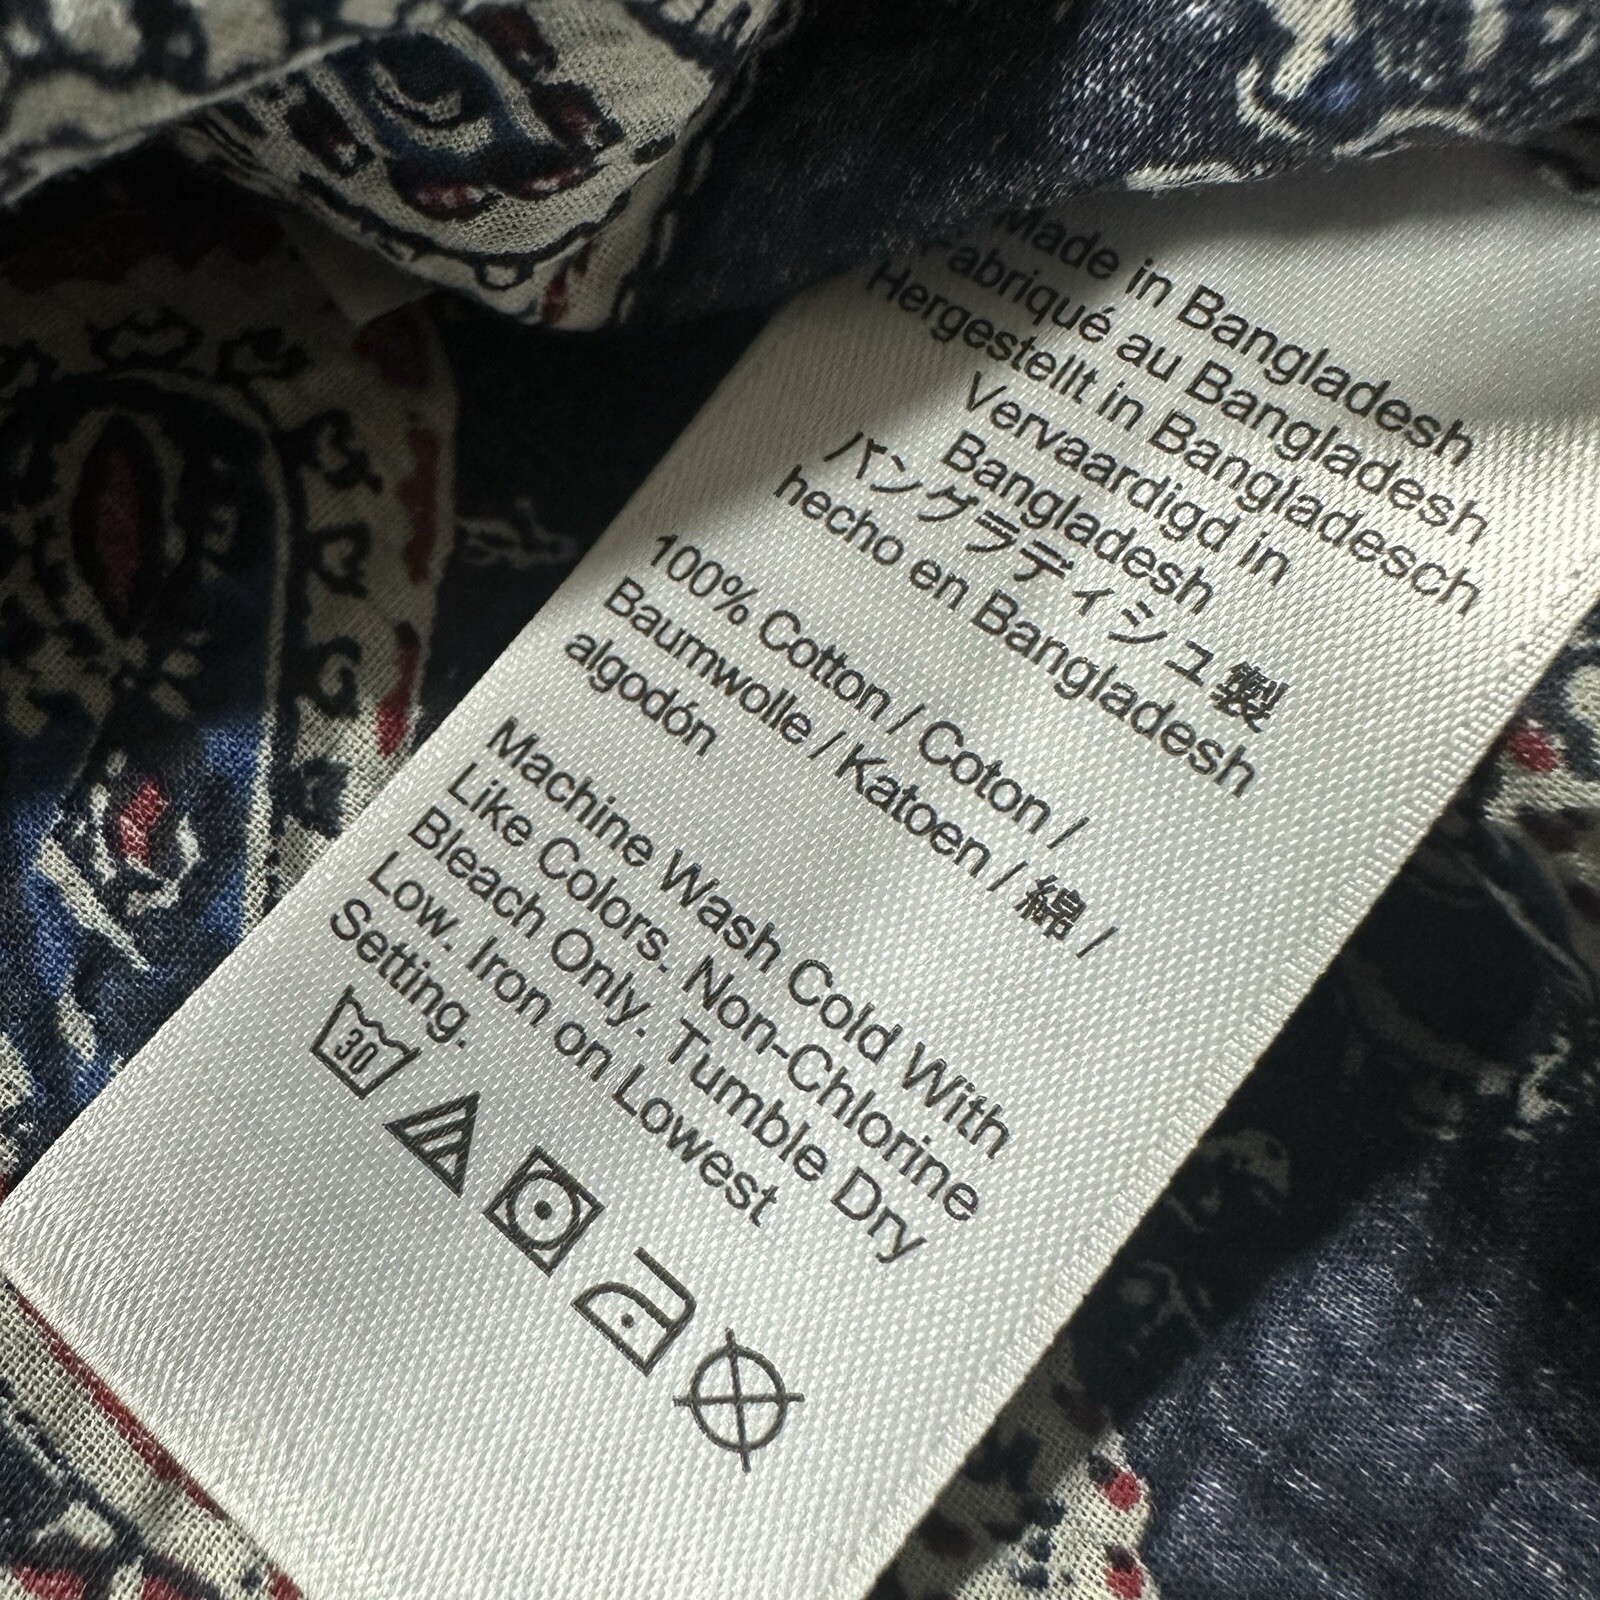 Made in Bangladesh
Fabriqué au Bangladesh
Hergestellt in Bangladesch
Vervaardigd in
Bangladesh
バングラディシュ製
hecho en Bangladesh
100% Cotton / Coton /
Baumwolle / Katoen / 綿 /
algodón
Machine Wash Cold With
Like Colors. Non-Chlorine
Bleach Only. Tumble Dry
Low. Iron on Lowest
Setting.
30